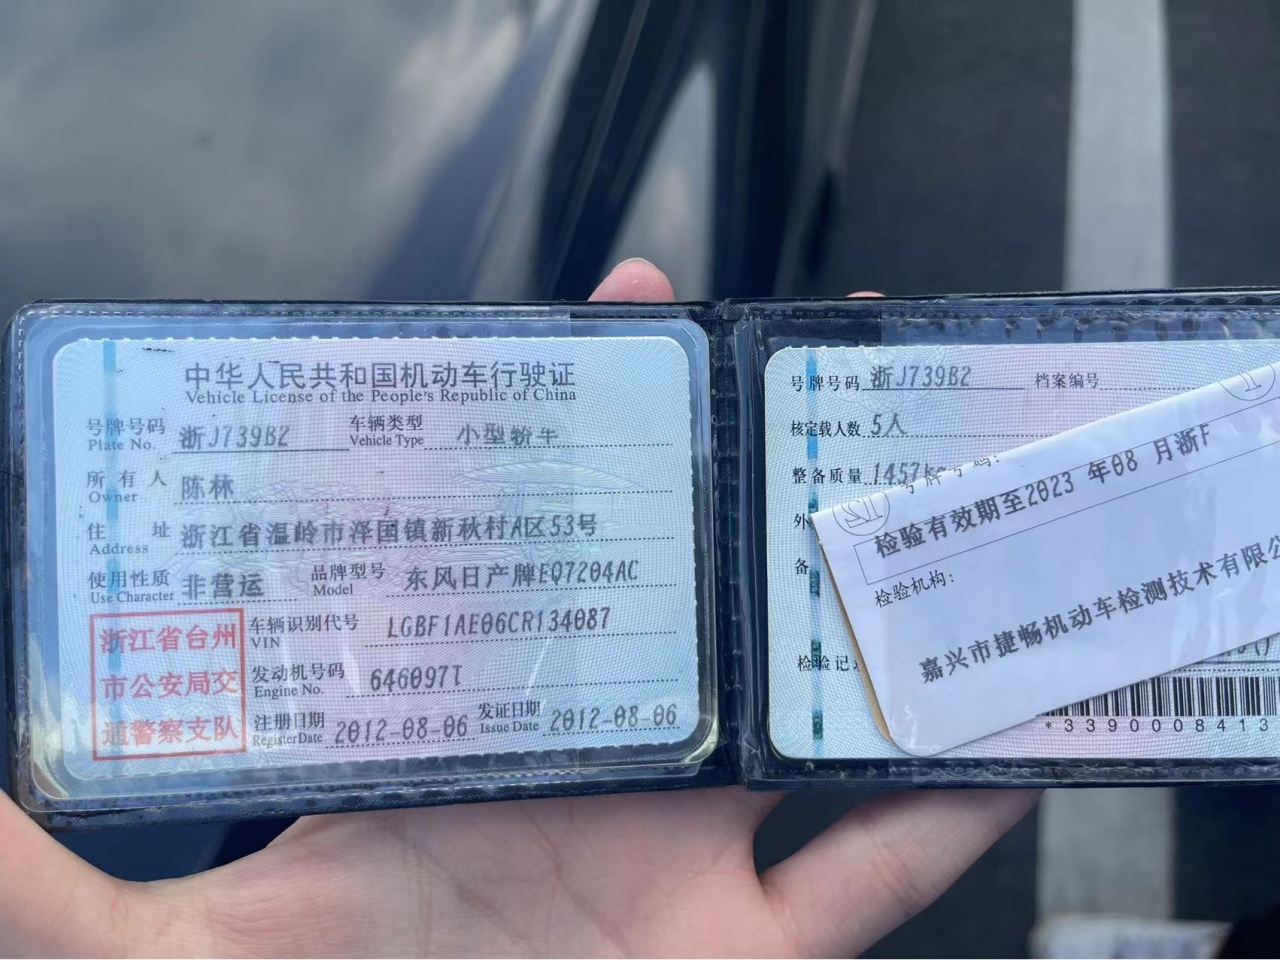 中华人民共和国机动车行驶证
Vehicle License of the People's Republic of China
号牌号码 浙J739B2 车辆类型 小型轿车
Plate No. Vehicle Type
所有人 陈林
Owner
住址 浙江省温岭市泽国镇新秋村A区53号
Address
使用性质 非营运 品牌型号 东风日产牌EQ7204AC
Use Character Model
浙江省台州
市公安局交
通警察支队
车辆识别代号 LGBF1AE06CR134087
VIN
发动机号码 646097T
Engine No.
注册日期 2012-08-06 发证日期 2012-08-06
Register Date Issue Date
号牌号码 浙J739B2 档案编号
核定载人数 5人
整备质量 1457kg
外
备
检验记
号牌号码:
检验有效期至2023 年08 月浙F
检验机构:
嘉兴市捷畅机动车检测技术有限公
*3390008413